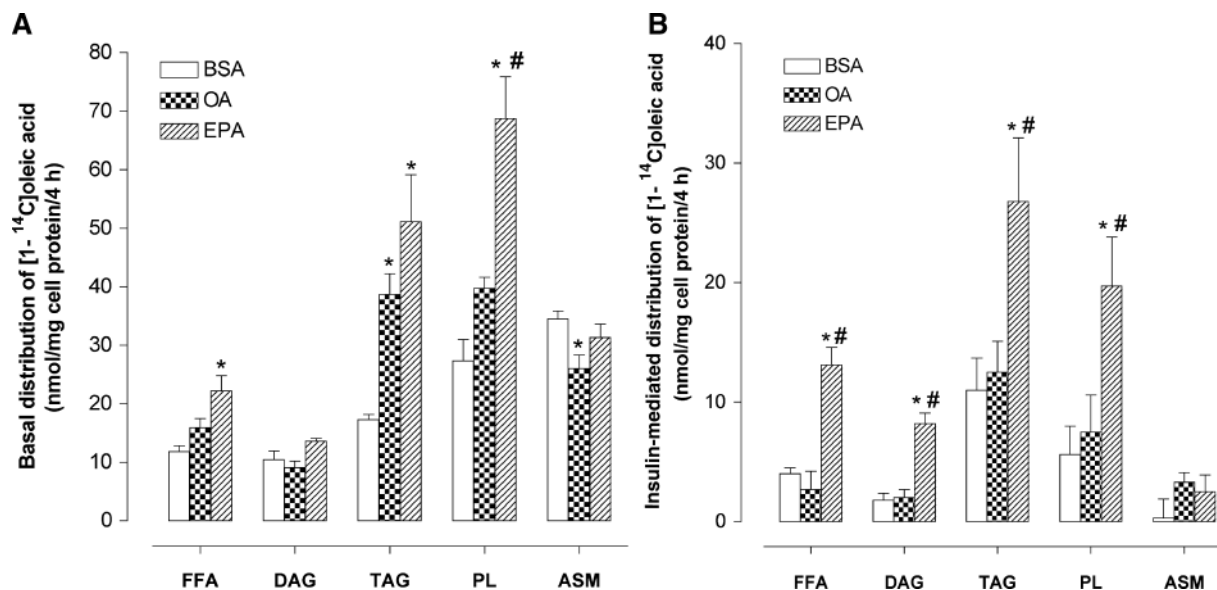 A
Basal distribution of [1- ¹⁴C]oleic acid
(nmol/mg cell protein/4 h)
80
70
60
50
40
30
20
10
0
BSA
OA
EPA
*
*
*
* #
*
FFA DAG TAG PL ASM
B
Insulin-mediated distribution of [1- ¹⁴C]oleic acid
(nmol/mg cell protein/4 h)
40
30
20
10
0
BSA
OA
EPA
*#
*#
*#
*#
FFA DAG TAG PL ASM